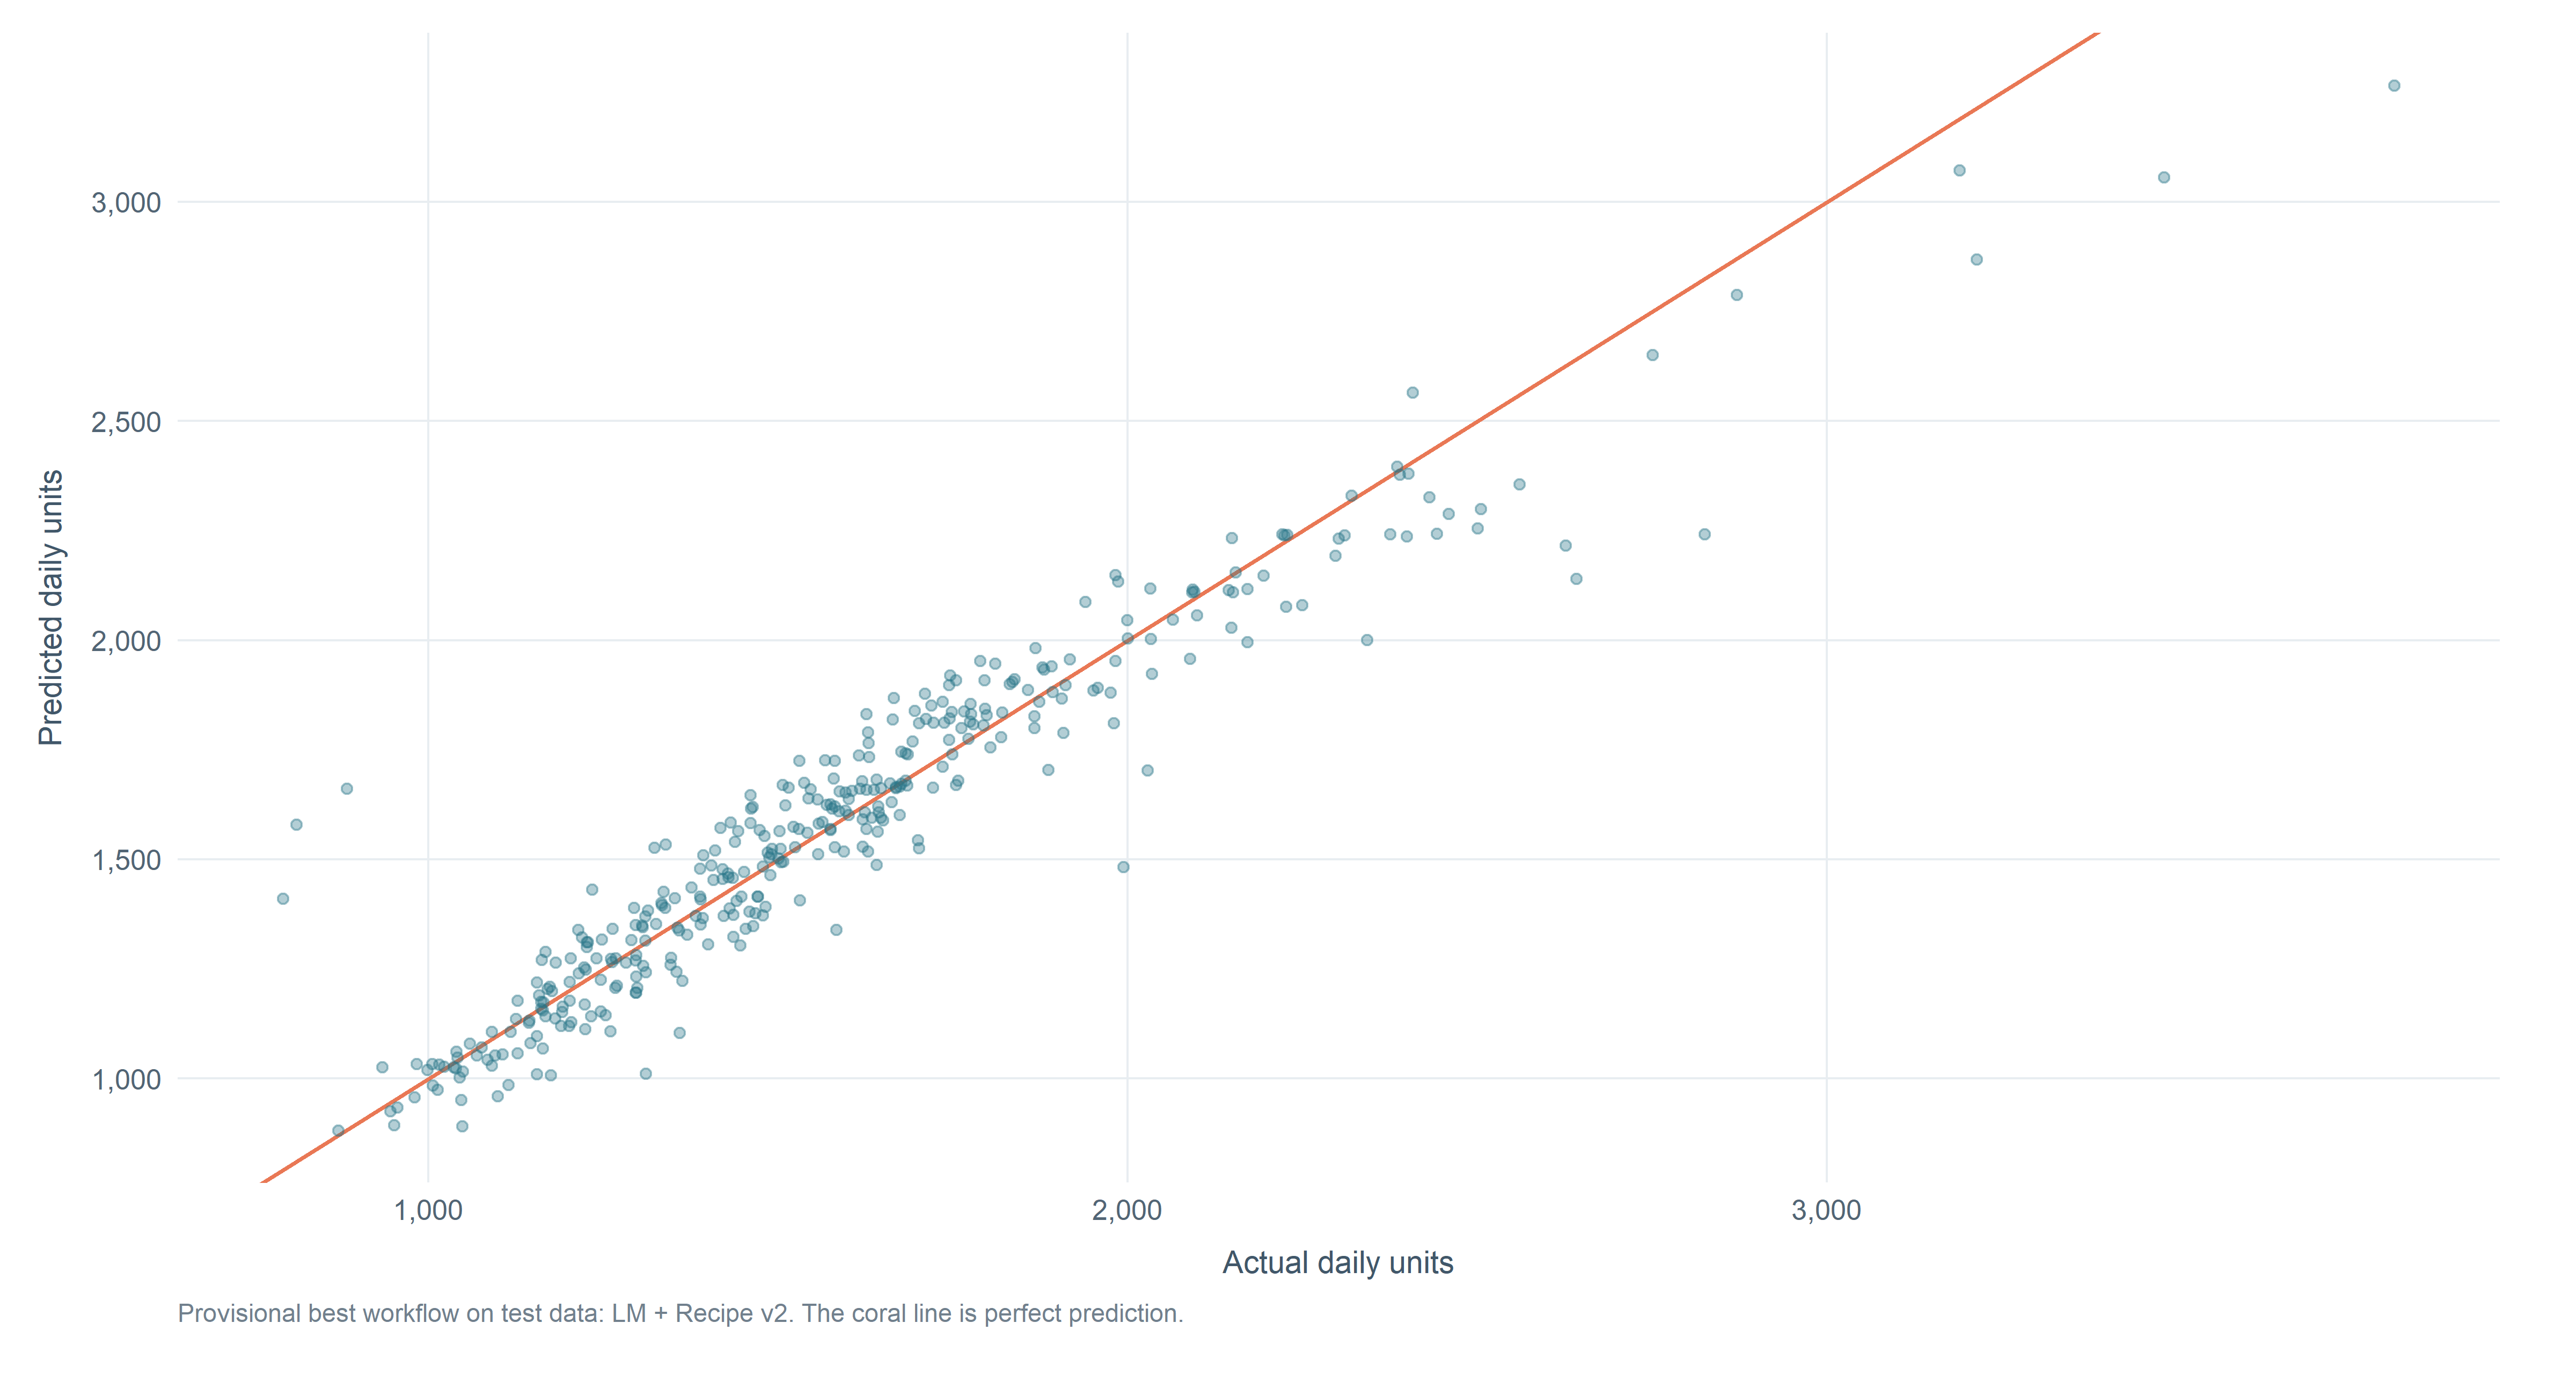 3,000
2,500
2,000
1,500
1,000
Predicted daily units
1,000
2,000
3,000
Actual daily units
Provisional best workflow on test data: LM + Recipe v2. The coral line is perfect prediction.